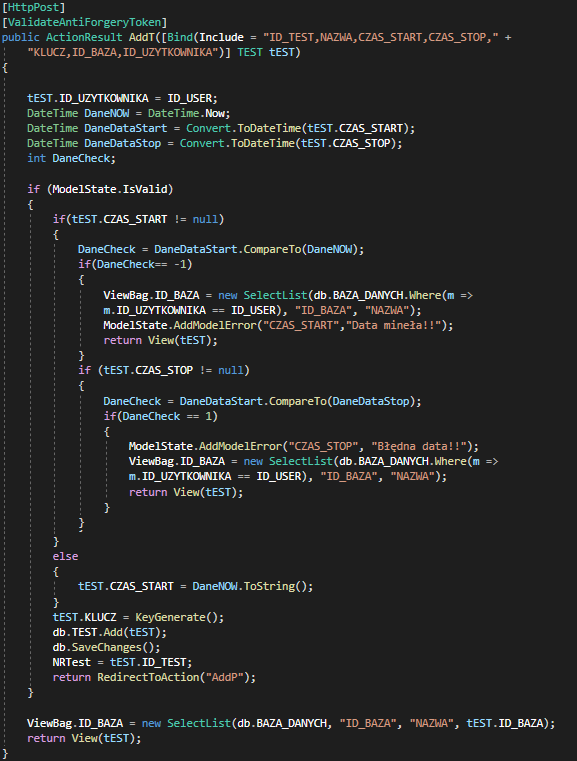 [HttpPost]
[ValidateAntiForgeryToken]
public ActionResult AddT([Bind(Include = "ID_TEST,NAZWA,CZAS_START,CZAS_STOP," +
"KLUCZ,ID_BAZA,ID_UZYTKOWNIKA")] TEST tEST)
{
tEST.ID_UZYTKOWNIKA = ID_USER;
DateTime DaneNOW = DateTime.Now;
DateTime DaneDataStart = Convert.ToDateTime(tEST.CZAS_START);
DateTime DaneDataStop = Convert.ToDateTime(tEST.CZAS_STOP);
int DaneCheck;
if (ModelState.IsValid)
{
if(tEST.CZAS_START != null)
{
DaneCheck = DaneDataStart.CompareTo(DaneNOW);
if(DaneCheck== -1)
{
ViewBag.ID_BAZA = new SelectList(db.BAZA_DANYCH.Where(m =>
m.ID_UZYTKOWNIKA == ID_USER), "ID_BAZA", "NAZWA");
ModelState.AddModelError("CZAS_START","Data mineła!!");
return View(tEST);
}
if (tEST.CZAS_STOP != null)
{
DaneCheck = DaneDataStart.CompareTo(DaneDataStop);
if(DaneCheck == 1)
{
ModelState.AddModelError("CZAS_STOP", "Błędna data!!");
ViewBag.ID_BAZA = new SelectList(db.BAZA_DANYCH.Where(m =>
m.ID_UZYTKOWNIKA == ID_USER), "ID_BAZA", "NAZWA");
return View(tEST);
}
}
}
else
{
tEST.CZAS_START = DaneNOW.ToString();
}
tEST.KLUCZ = KeyGenerate();
db.TEST.Add(tEST);
db.SaveChanges();
NRTest = tEST.ID_TEST;
return RedirectToAction("AddP");
}
ViewBag.ID_BAZA = new SelectList(db.BAZA_DANYCH, "ID_BAZA", "NAZWA", tEST.ID_BAZA);
return View(tEST);
}